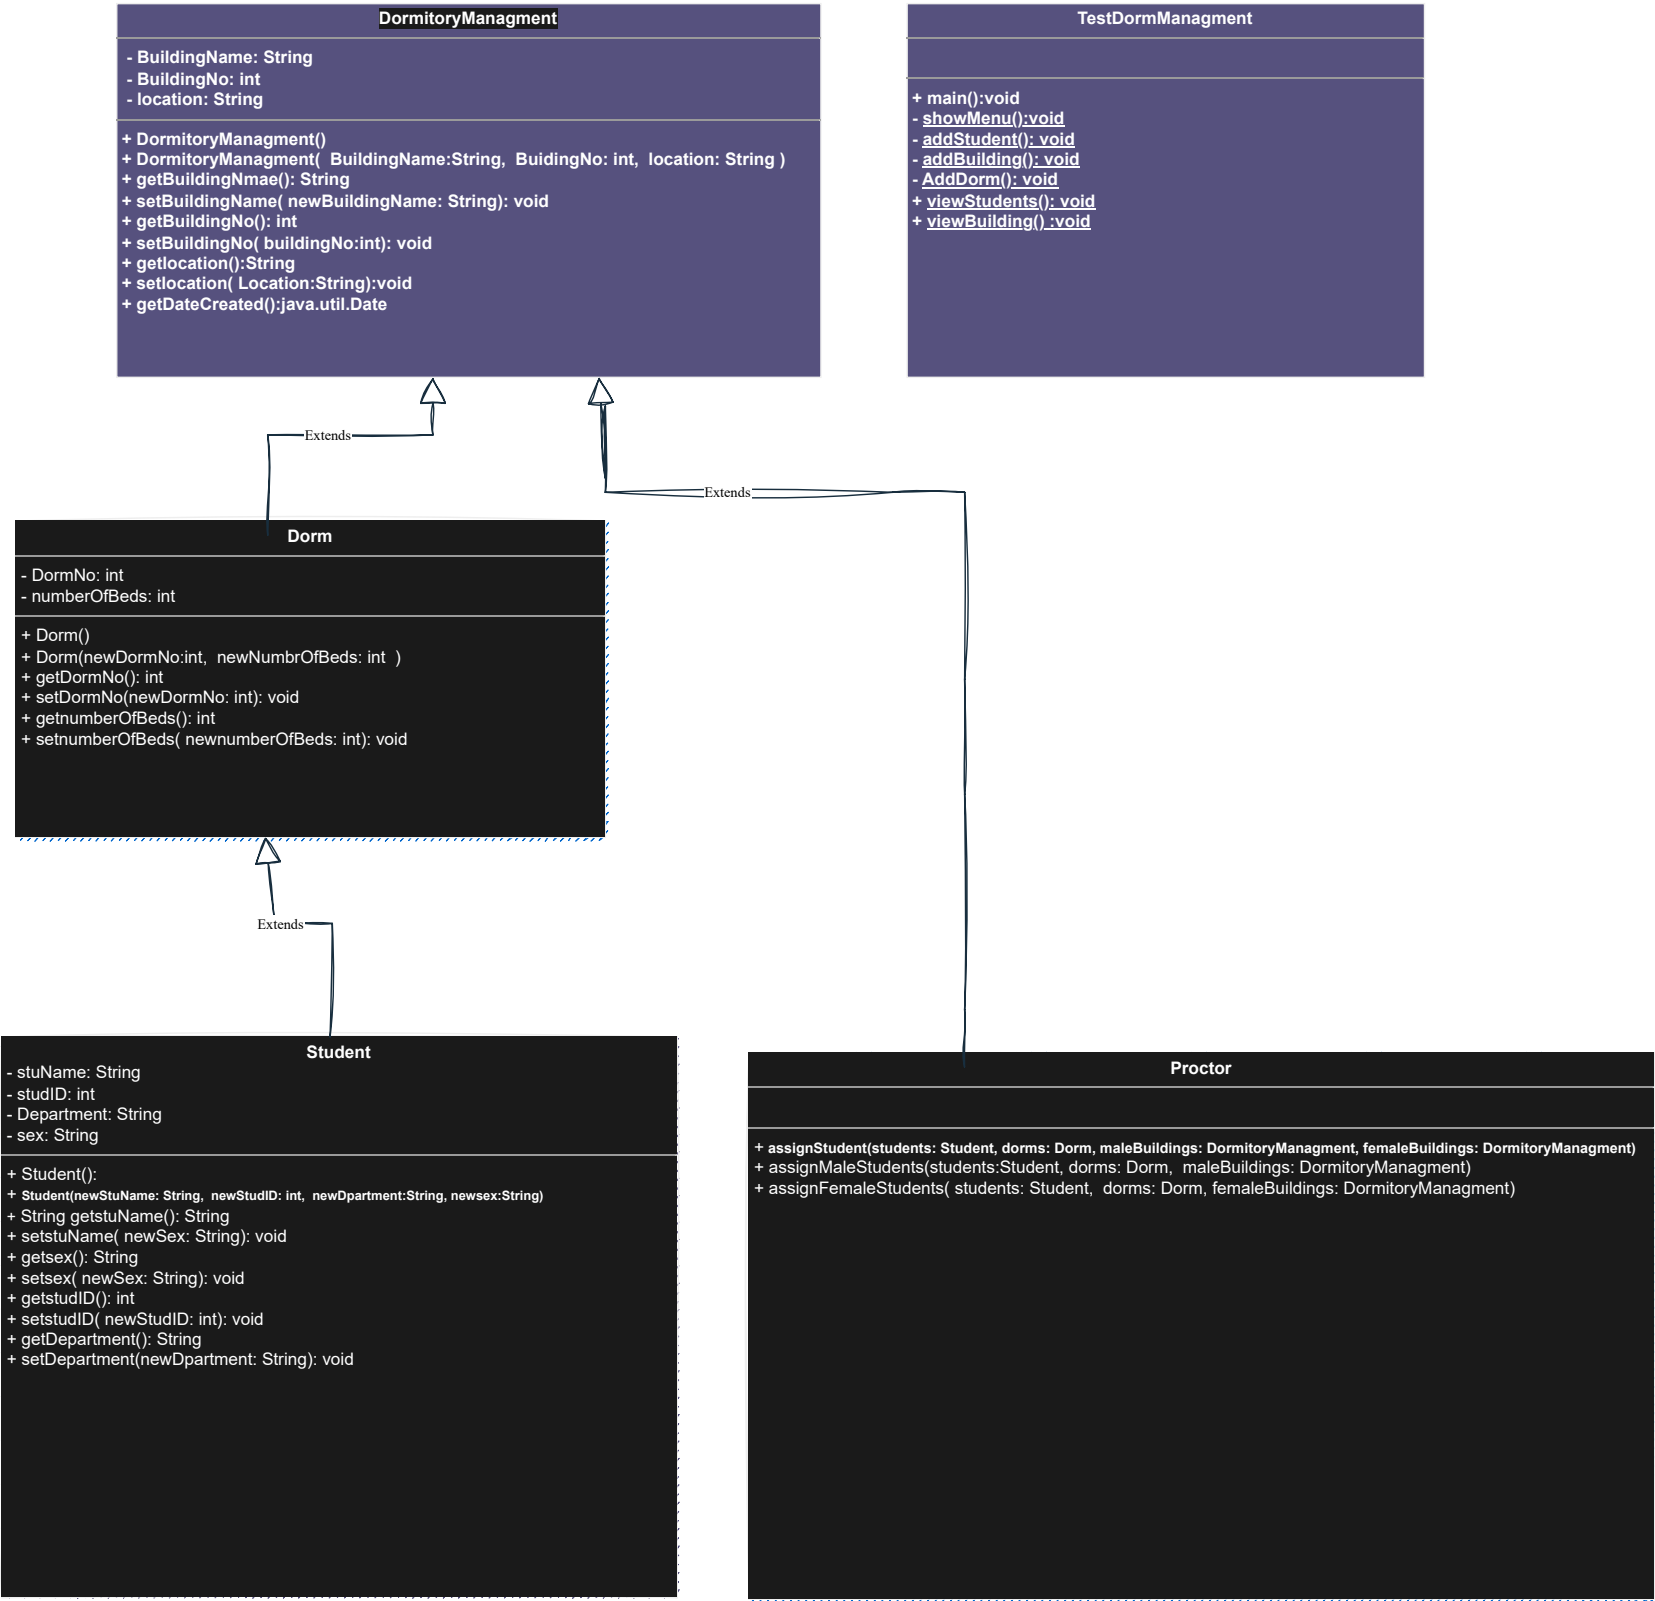 DormitoryManagment
- BuildingName: String
- BuildingNo: int
- location: String
+ DormitoryManagment()
+ DormitoryManagment(  BuildingName:String,  BuidingNo: int,  location: String )
+ getBuildingNmae(): String
+ setBuildingName( newBuildingName: String): void
+ getBuildingNo(): int
+ setBuildingNo( buildingNo:int): void
+ getlocation():String
+ setlocation( Location:String):void
+ getDateCreated():java.util.Date
TestDormManagment
+ main():void
- showMenu():void
- addStudent(): void
- addBuilding(): void
- AddDorm(): void
+ viewStudents(): void
+ viewBuilding() :void
Extends
Extends
Dorm
- DormNo: int
- numberOfBeds: int
+ Dorm()
+ Dorm(newDormNo:int,  newNumbrOfBeds: int  )
+ getDormNo(): int
+ setDormNo(newDormNo: int): void
+ getnumberOfBeds(): int
+ setnumberOfBeds( newnumberOfBeds: int): void
Extends
Student
- stuName: String
- studID: int
- Department: String
- sex: String
+ Student():
+ Student(newStuName: String,  newStudID: int,  newDpartment:String, newsex:String)
+ String getstuName(): String
+ setstuName( newSex: String): void
+ getsex(): String
+ setsex( newSex: String): void
+ getstudID(): int
+ setstudID( newStudID: int): void
+ getDepartment(): String
+ setDepartment(newDpartment: String): void
Proctor
+ assignStudent(students: Student, dorms: Dorm, maleBuildings: DormitoryManagment, femaleBuildings: DormitoryManagment)
+ assignMaleStudents(students:Student, dorms: Dorm,  maleBuildings: DormitoryManagment)
+ assignFemaleStudents( students: Student,  dorms: Dorm, femaleBuildings: DormitoryManagment)